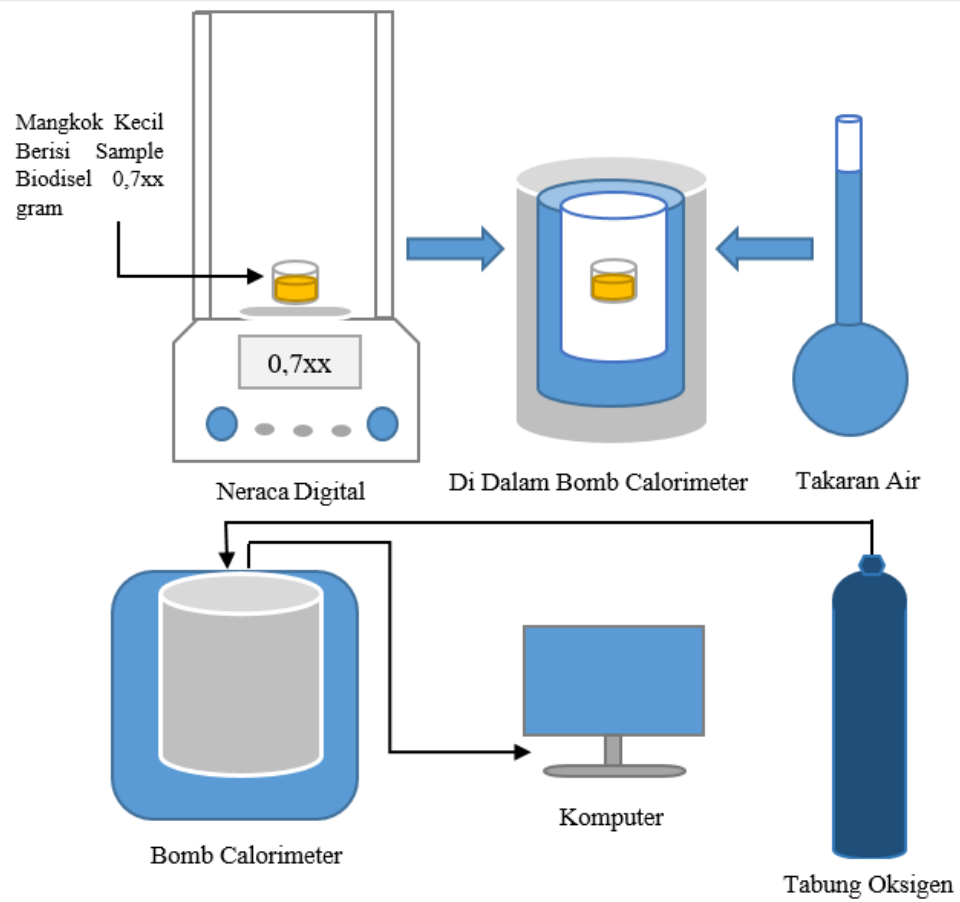 Mangkok Kecil
Berisi Sample
Biodisel 0,7xx
gram
0,7xx
Neraca Digital
Di Dalam Bomb Calorimeter
Takaran Air
Bomb Calorimeter
Komputer
Tabung Oksigen